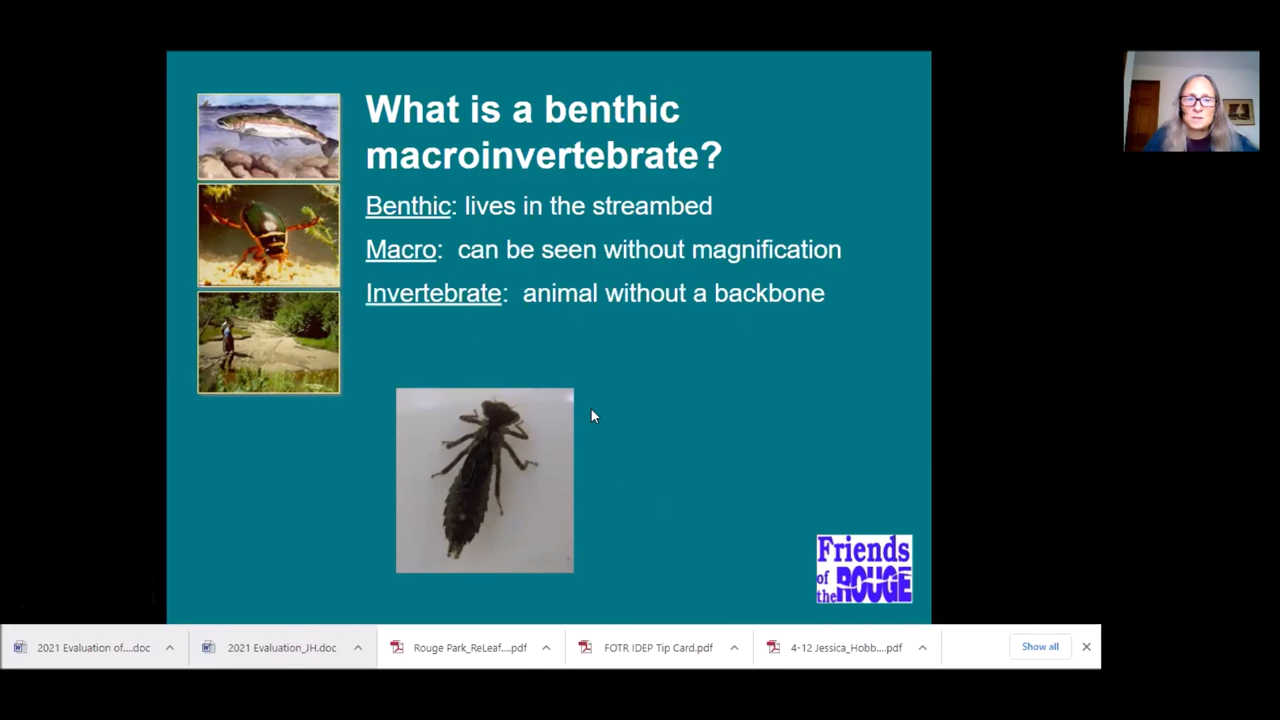 What is a benthic
macroinvertebrate?
Benthic: lives in the streambed
Macro: can be seen without magnification
Invertebrate: animal without a backbone
Friends
of
the ROUGE
2021 Evaluation of....doc
2021 Evaluation_JH.doc
Rouge Park_ReLeaf....pdf
FOTR IDEP Tip Card.pdf
4-12 Jessica_Hobb....pdf
Show all